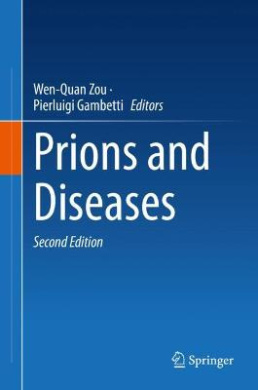 Wen-Quan Zou ·
Pierluigi Gambetti Editors
Prions and
Diseases
Second Edition
Springer